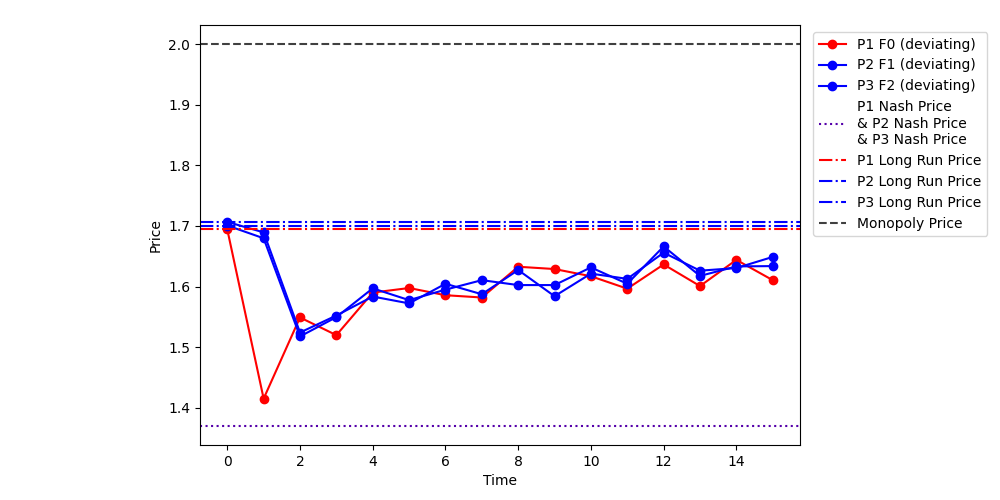 2.0
1.9
1.8
1.7
1.6
1.5
1.4
Price
0 2 4 6 8 10 12 14
Time
P1 F0 (deviating)
P2 F1 (deviating)
P3 F2 (deviating)
P1 Nash Price
& P2 Nash Price
& P3 Nash Price
P1 Long Run Price
P2 Long Run Price
P3 Long Run Price
Monopoly Price